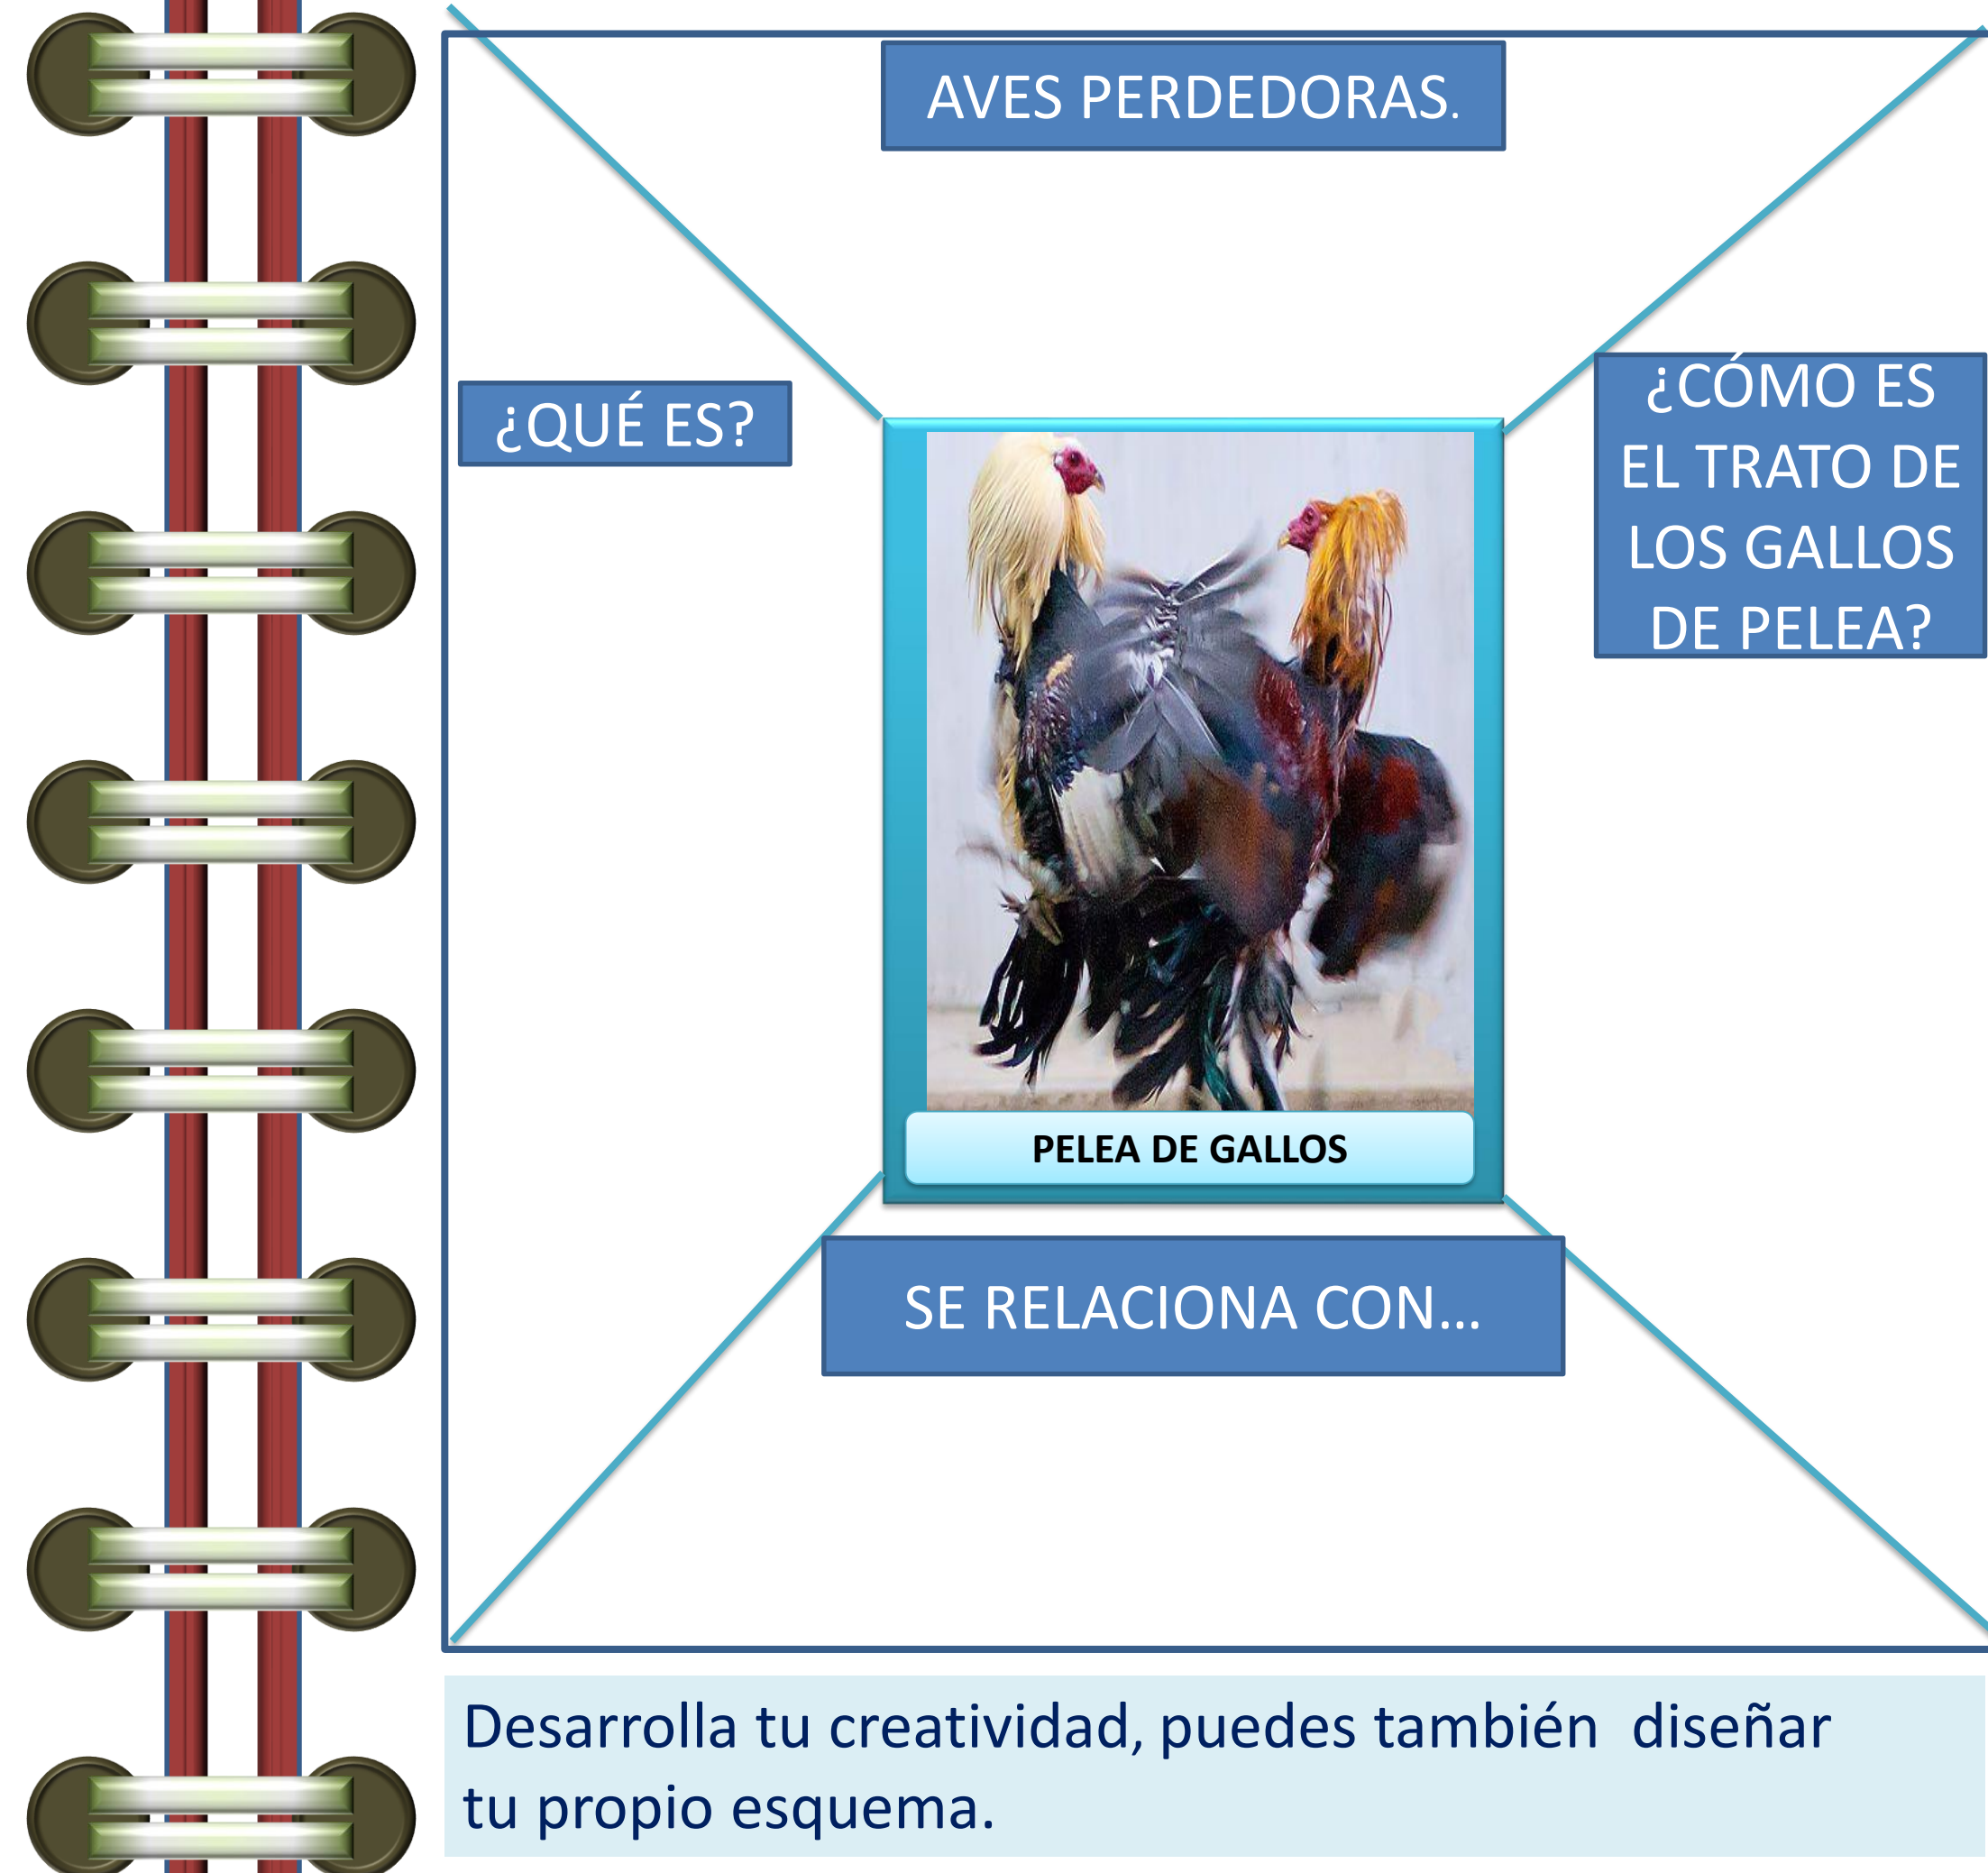 AVES PERDEDORAS.
¿QUÉ ES?
¿CÓMO ES
EL TRATO DE
LOS GALLOS
DE PELEA?
PELEA DE GALLOS
SE RELACIONA CON...
Desarrolla tu creatividad, puedes también  diseñar
tu propio esquema.